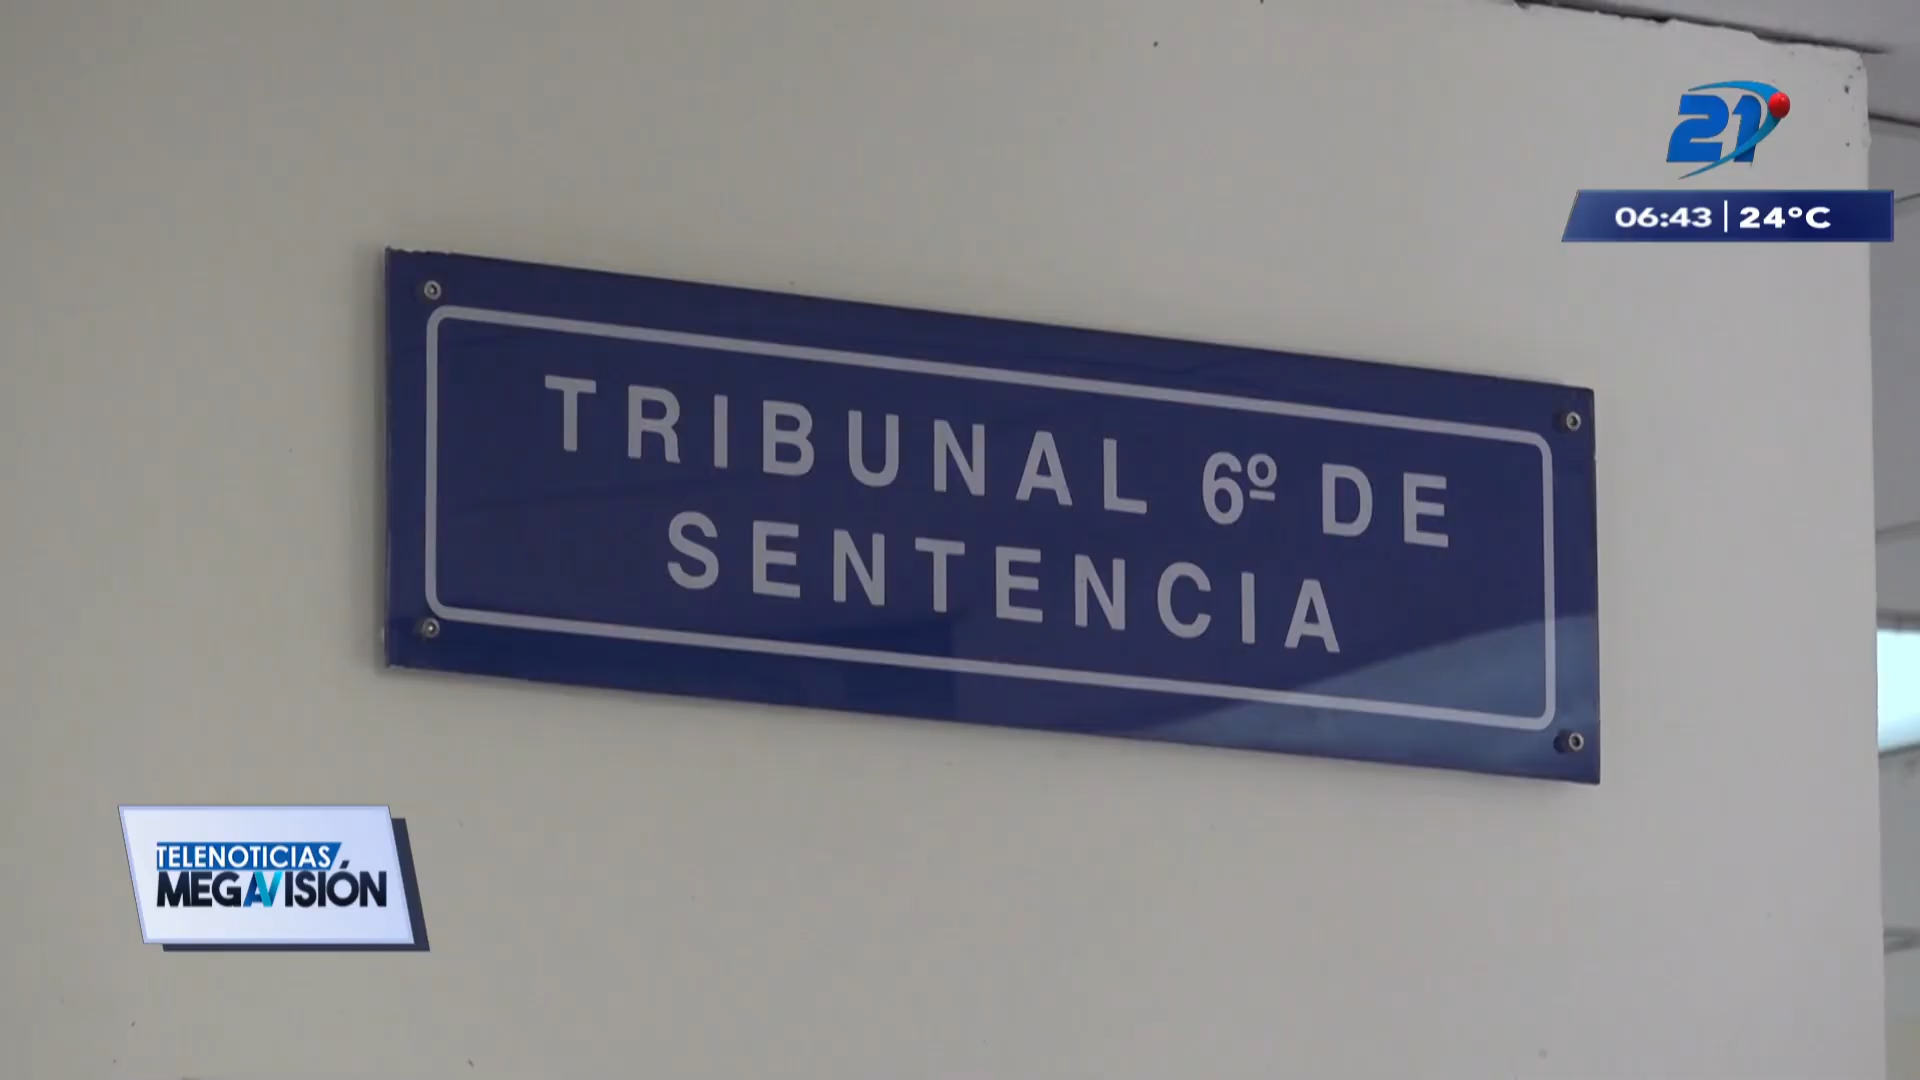 21
06:43 | 24°C
TRIBUNAL 6º DE
SENTENCIA
TELENOTICIAS
MEGAVISIÓN